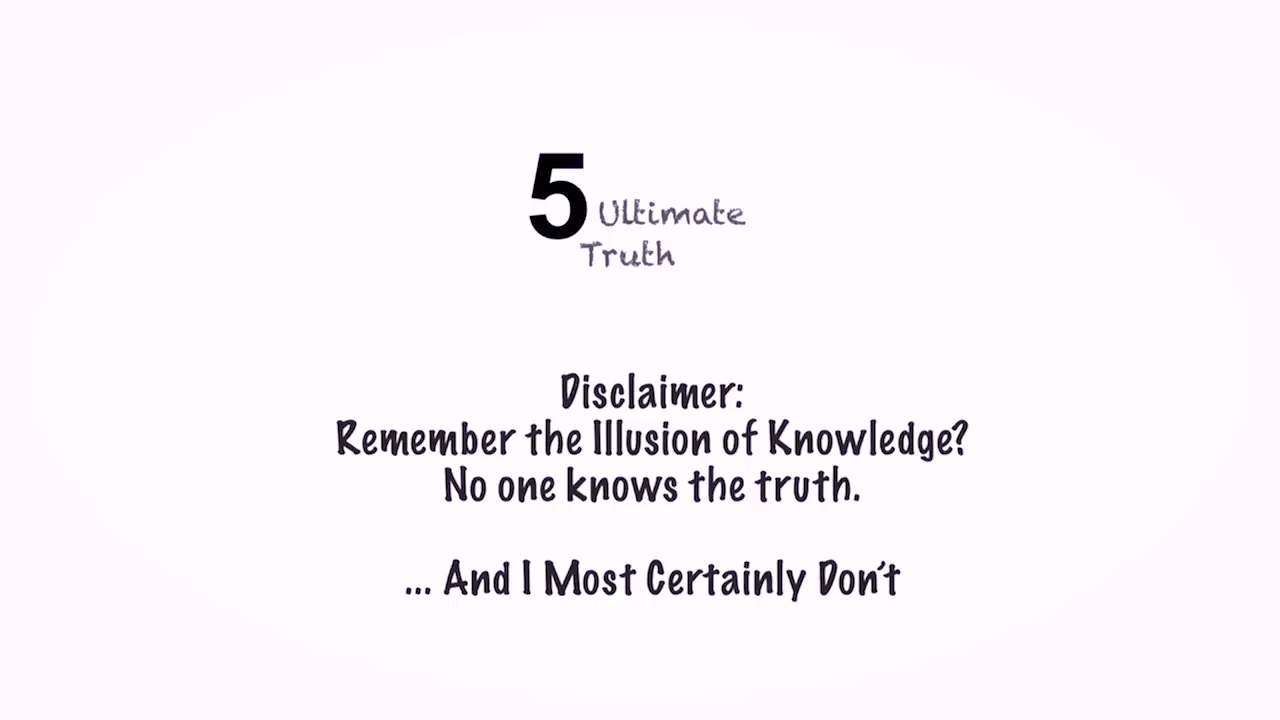 5 Ultimate
Truth
Disclaimer:
Remember the Illusion of Knowledge?
No one knows the truth.
... And I Most Certainly Don't